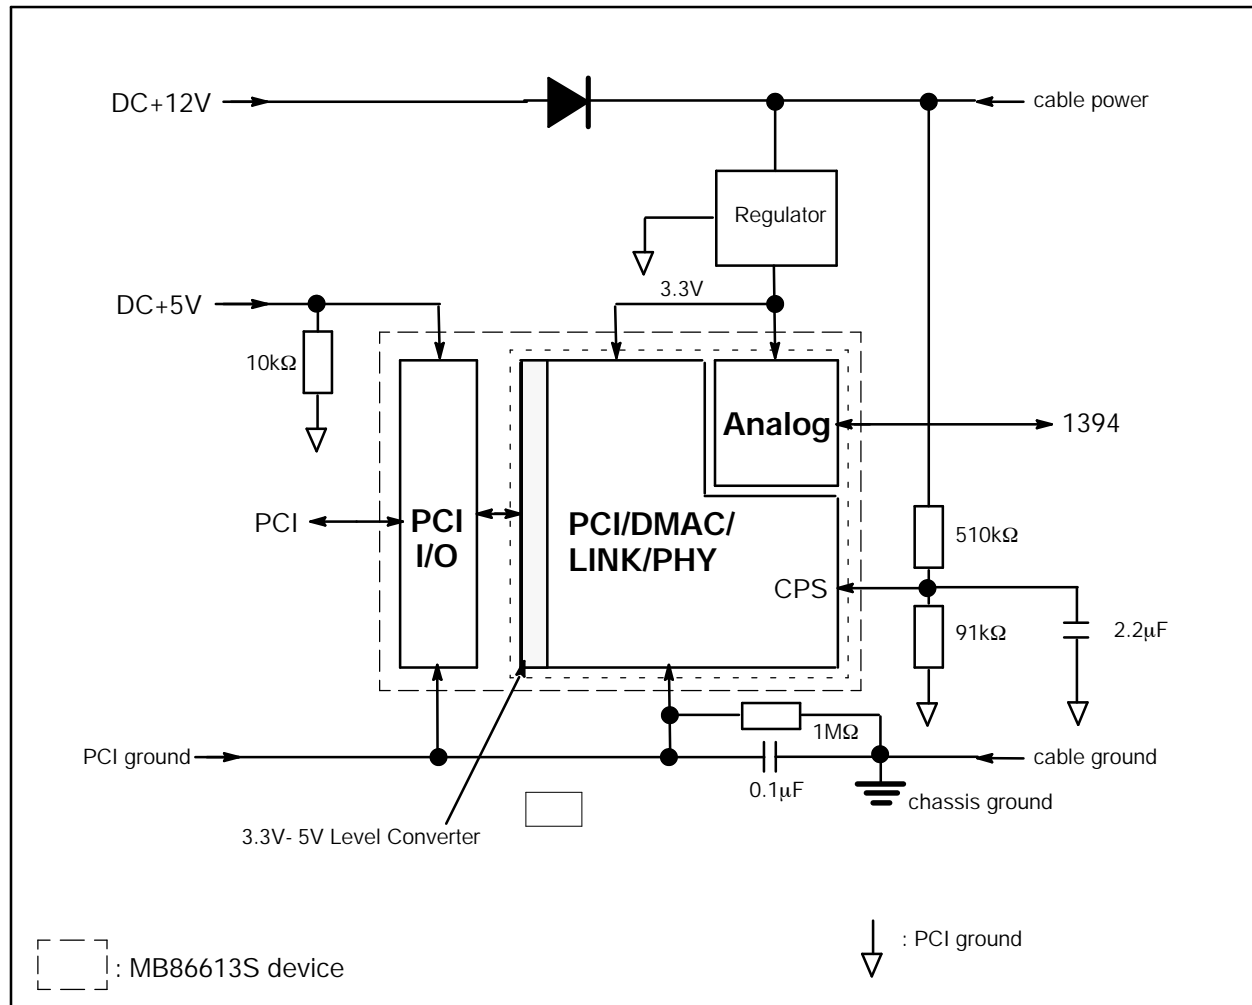 DC+12V
cable power
Regulator
3.3V
DC+5V
10kΩ
Analog
1394
PCI
PCI
I/O
PCI/DMAC/
LINK/PHY
510kΩ
CPS
91kΩ
2.2μF
1MΩ
PCI ground
cable ground
0.1μF
chassis ground
3.3V- 5V Level Converter
: PCI ground
: MB86613S device